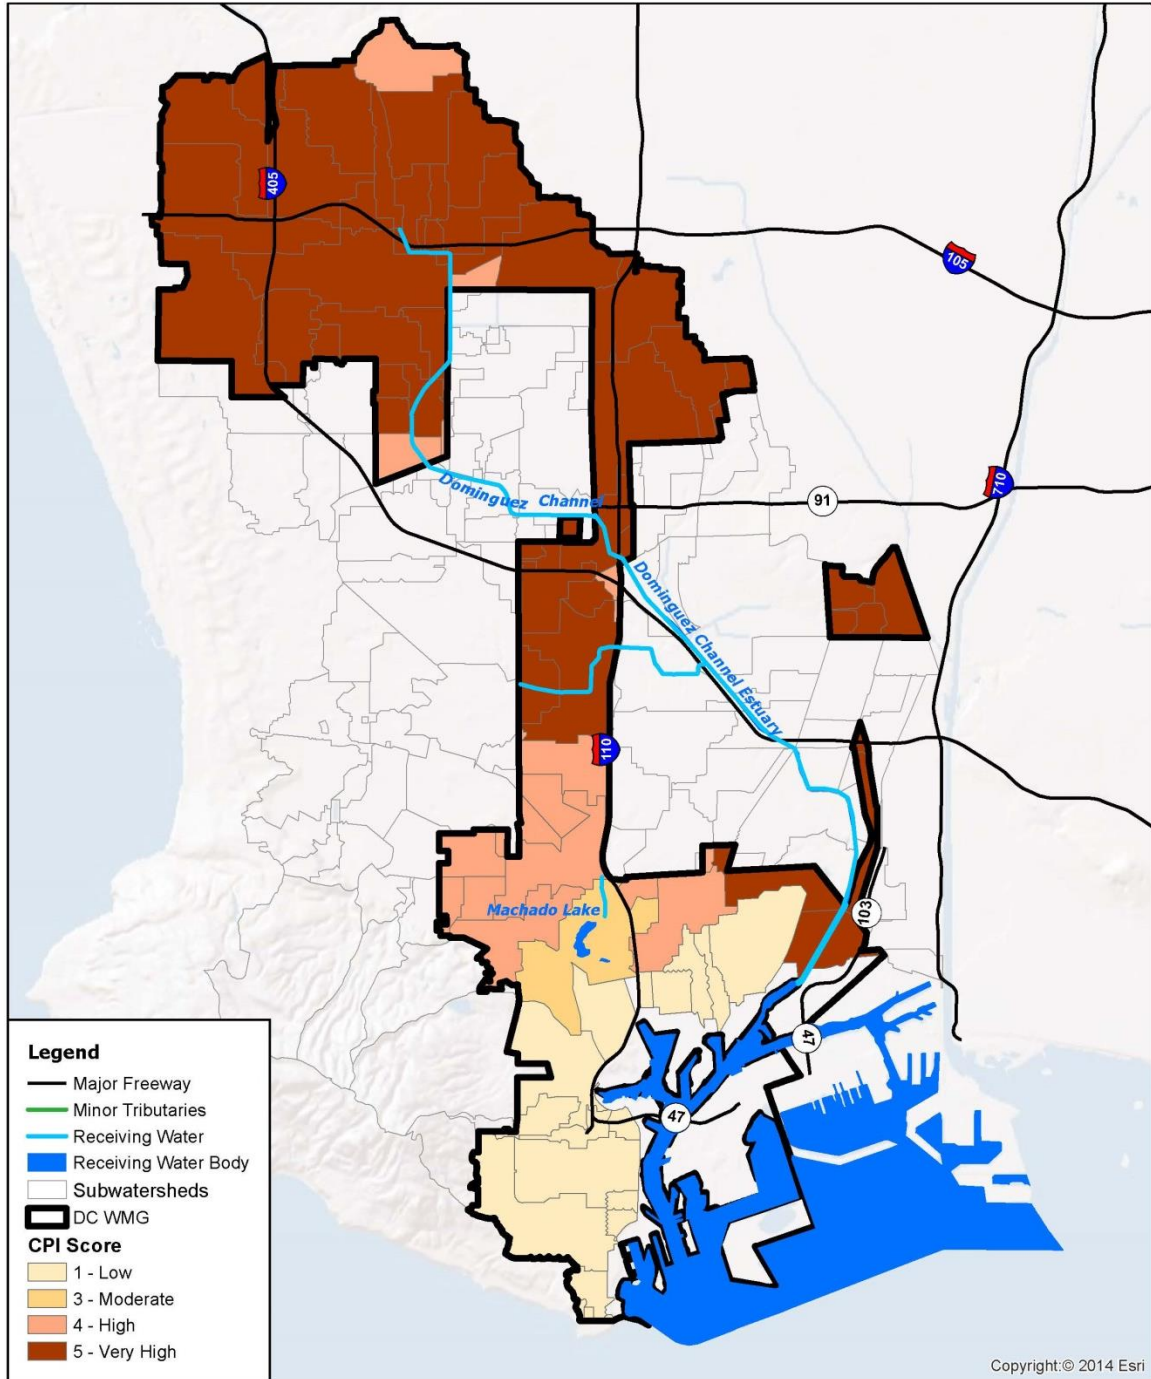 405
105
710
91
Dominguez Channel
Dominguez Channel Estuary
110
Machado Lake
103
47
47
Legend
Major Freeway
Minor Tributaries
Receiving Water
Receiving Water Body
Subwatersheds
DC WMG
CPI Score
1 - Low
3 - Moderate
4 - High
5 - Very High
Copyright:© 2014 Esri